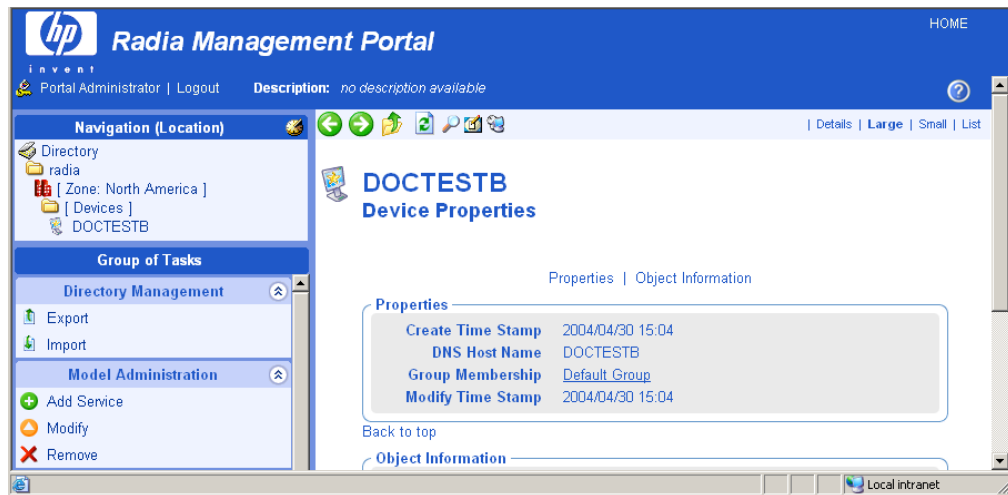 hp
invent
Radia Management Portal
HOME
Portal Administrator | Logout
Description: no description available
Navigation (Location)
Directory
radia
[ Zone: North America ]
[ Devices ]
DOCTESTB
Group of Tasks
Directory Management
Export
Import
Model Administration
Add Service
Modify
Remove
| Details | Large | Small | List
DOCTESTB
Device Properties
Properties | Object Information
Properties
Create Time Stamp 2004/04/30 15:04
DNS Host Name DOCTESTB
Group Membership Default Group
Modify Time Stamp 2004/04/30 15:04
Back to top
Object Information
Local intranet